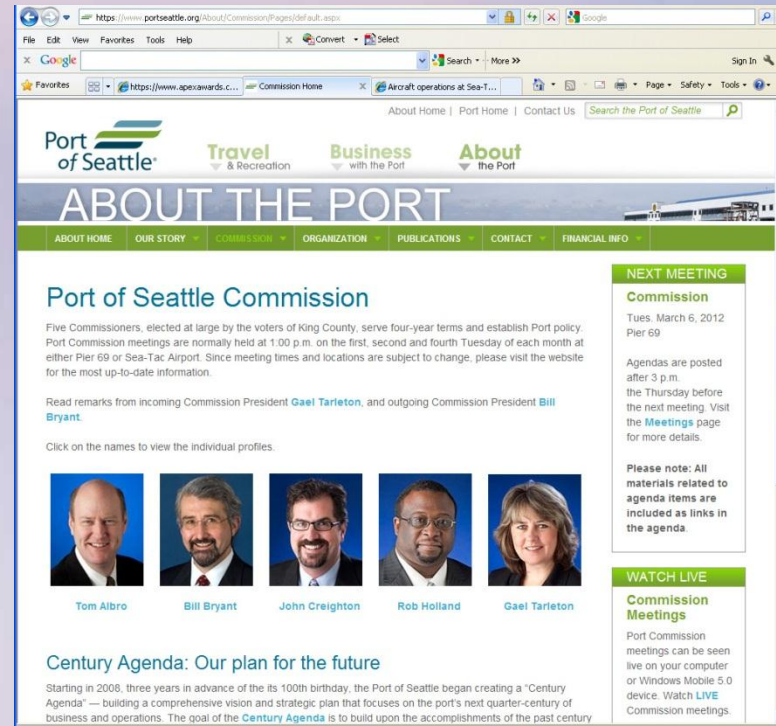 https://www.portseattle.org/About/Commission/Pages/default.aspx
Google
File Edit View Favorites Tools Help
x Convert Select
x Google
Search More >>
Sign In
Favorites
https://www.apexawards.c...
Commission Home
x
Aircraft operations at Sea-T...
Page Safety Tools
About Home | Port Home | Contact Us
Search the Port of Seattle
Port
of Seattle
Travel
& Recreation
Business
with the Port
About
the Port
ABOUT THE PORT
ABOUT HOME OUR STORY COMMISSION ORGANIZATION PUBLICATIONS CONTACT FINANCIAL INFO
Port of Seattle Commission
Five Commissioners, elected at large by the voters of King County, serve four-year terms and establish Port policy.
Port Commission meetings are normally held at 1:00 p.m. on the first, second and fourth Tuesday of each month at
either Pier 69 or Sea-Tac Airport. Since meeting times and locations are subject to change, please visit the website
for the most up-to-date information.
Read remarks from incoming Commission President Gael Tarleton, and outgoing Commission President Bill
Bryant.
Click on the names to view the individual profiles.
Tom Albro
Bill Bryant
John Creighton
Rob Holland
Gael Tarleton
Century Agenda: Our plan for the future
Starting in 2008, three years in advance of the its 100th birthday, the Port of Seattle began creating a "Century
Agenda" — building a comprehensive vision and strategic plan that focuses on the port's next quarter-century of
business and operations. The goal of the Century Agenda is to build upon the accomplishments of the past century
NEXT MEETING
Commission
Tues. March 6, 2012
Pier 69
Agendas are posted
after 3 p.m.
the Thursday before
the next meeting. Visit
the Meetings page
for more details.
Please note: All
materials related to
agenda items are
included as links in
the agenda.
WATCH LIVE
Commission
Meetings
Port Commission
meetings can be seen
live on your computer
or Windows Mobile 5.0
device. Watch LIVE
Commission meetings.